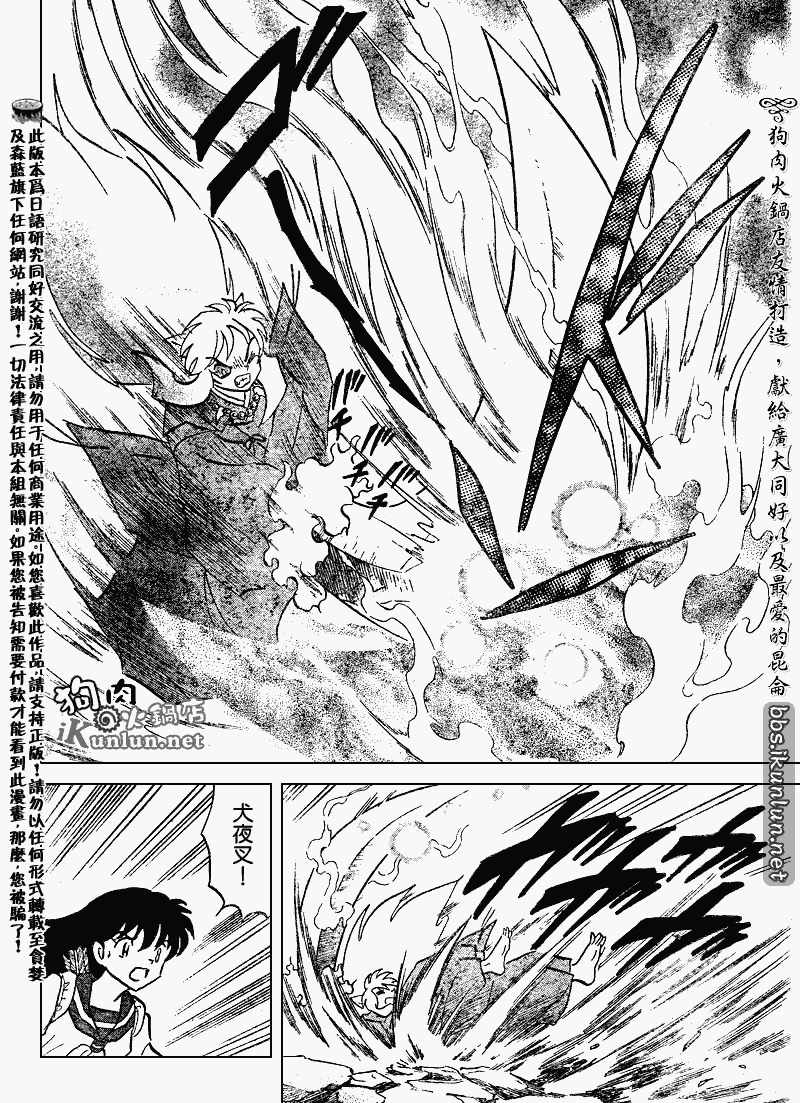 狗肉火鍋店友情打造，獻給廣大同好以及最愛的昆侖
bbs.ikunlun.net
ガッ
チチチ
狗肉火鍋店
iKunlun.net
犬夜叉！
此版本爲日語研究同好交流之用，請勿用于任何商業用途，如您喜歡此作品，請支持正版！請勿以任何形式轉載至貪婪
及森藍旗下任何網站，謝謝！一切法律責任與本組無關。如果您被告知需要付款才能看到此漫畫，那麽，您被騙了！